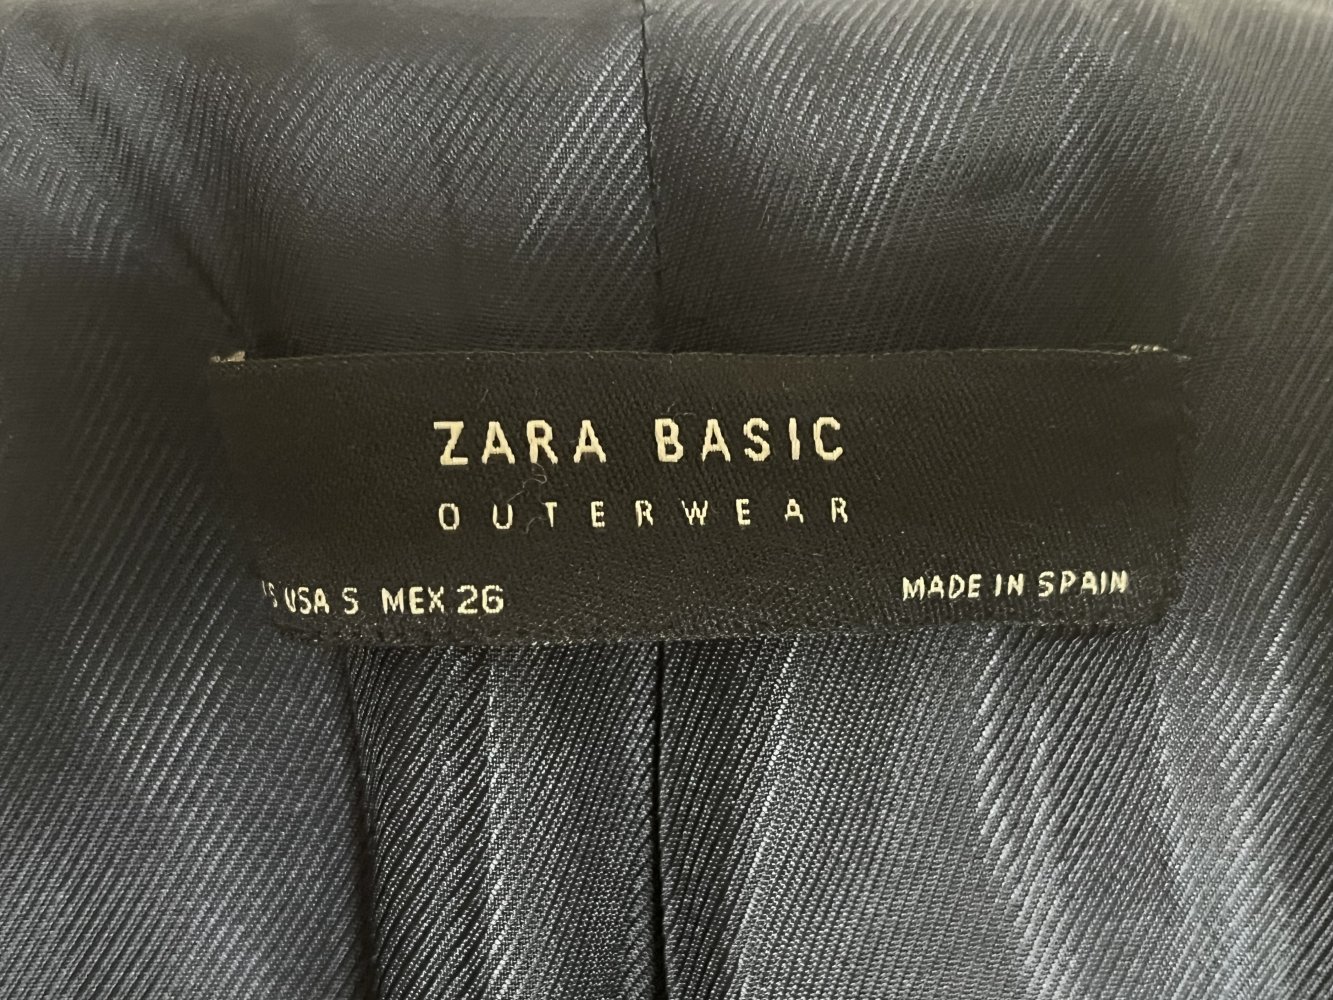 ZARA BASIC
OUTERWEAR
USA S MEX 26
MADE IN SPAIN